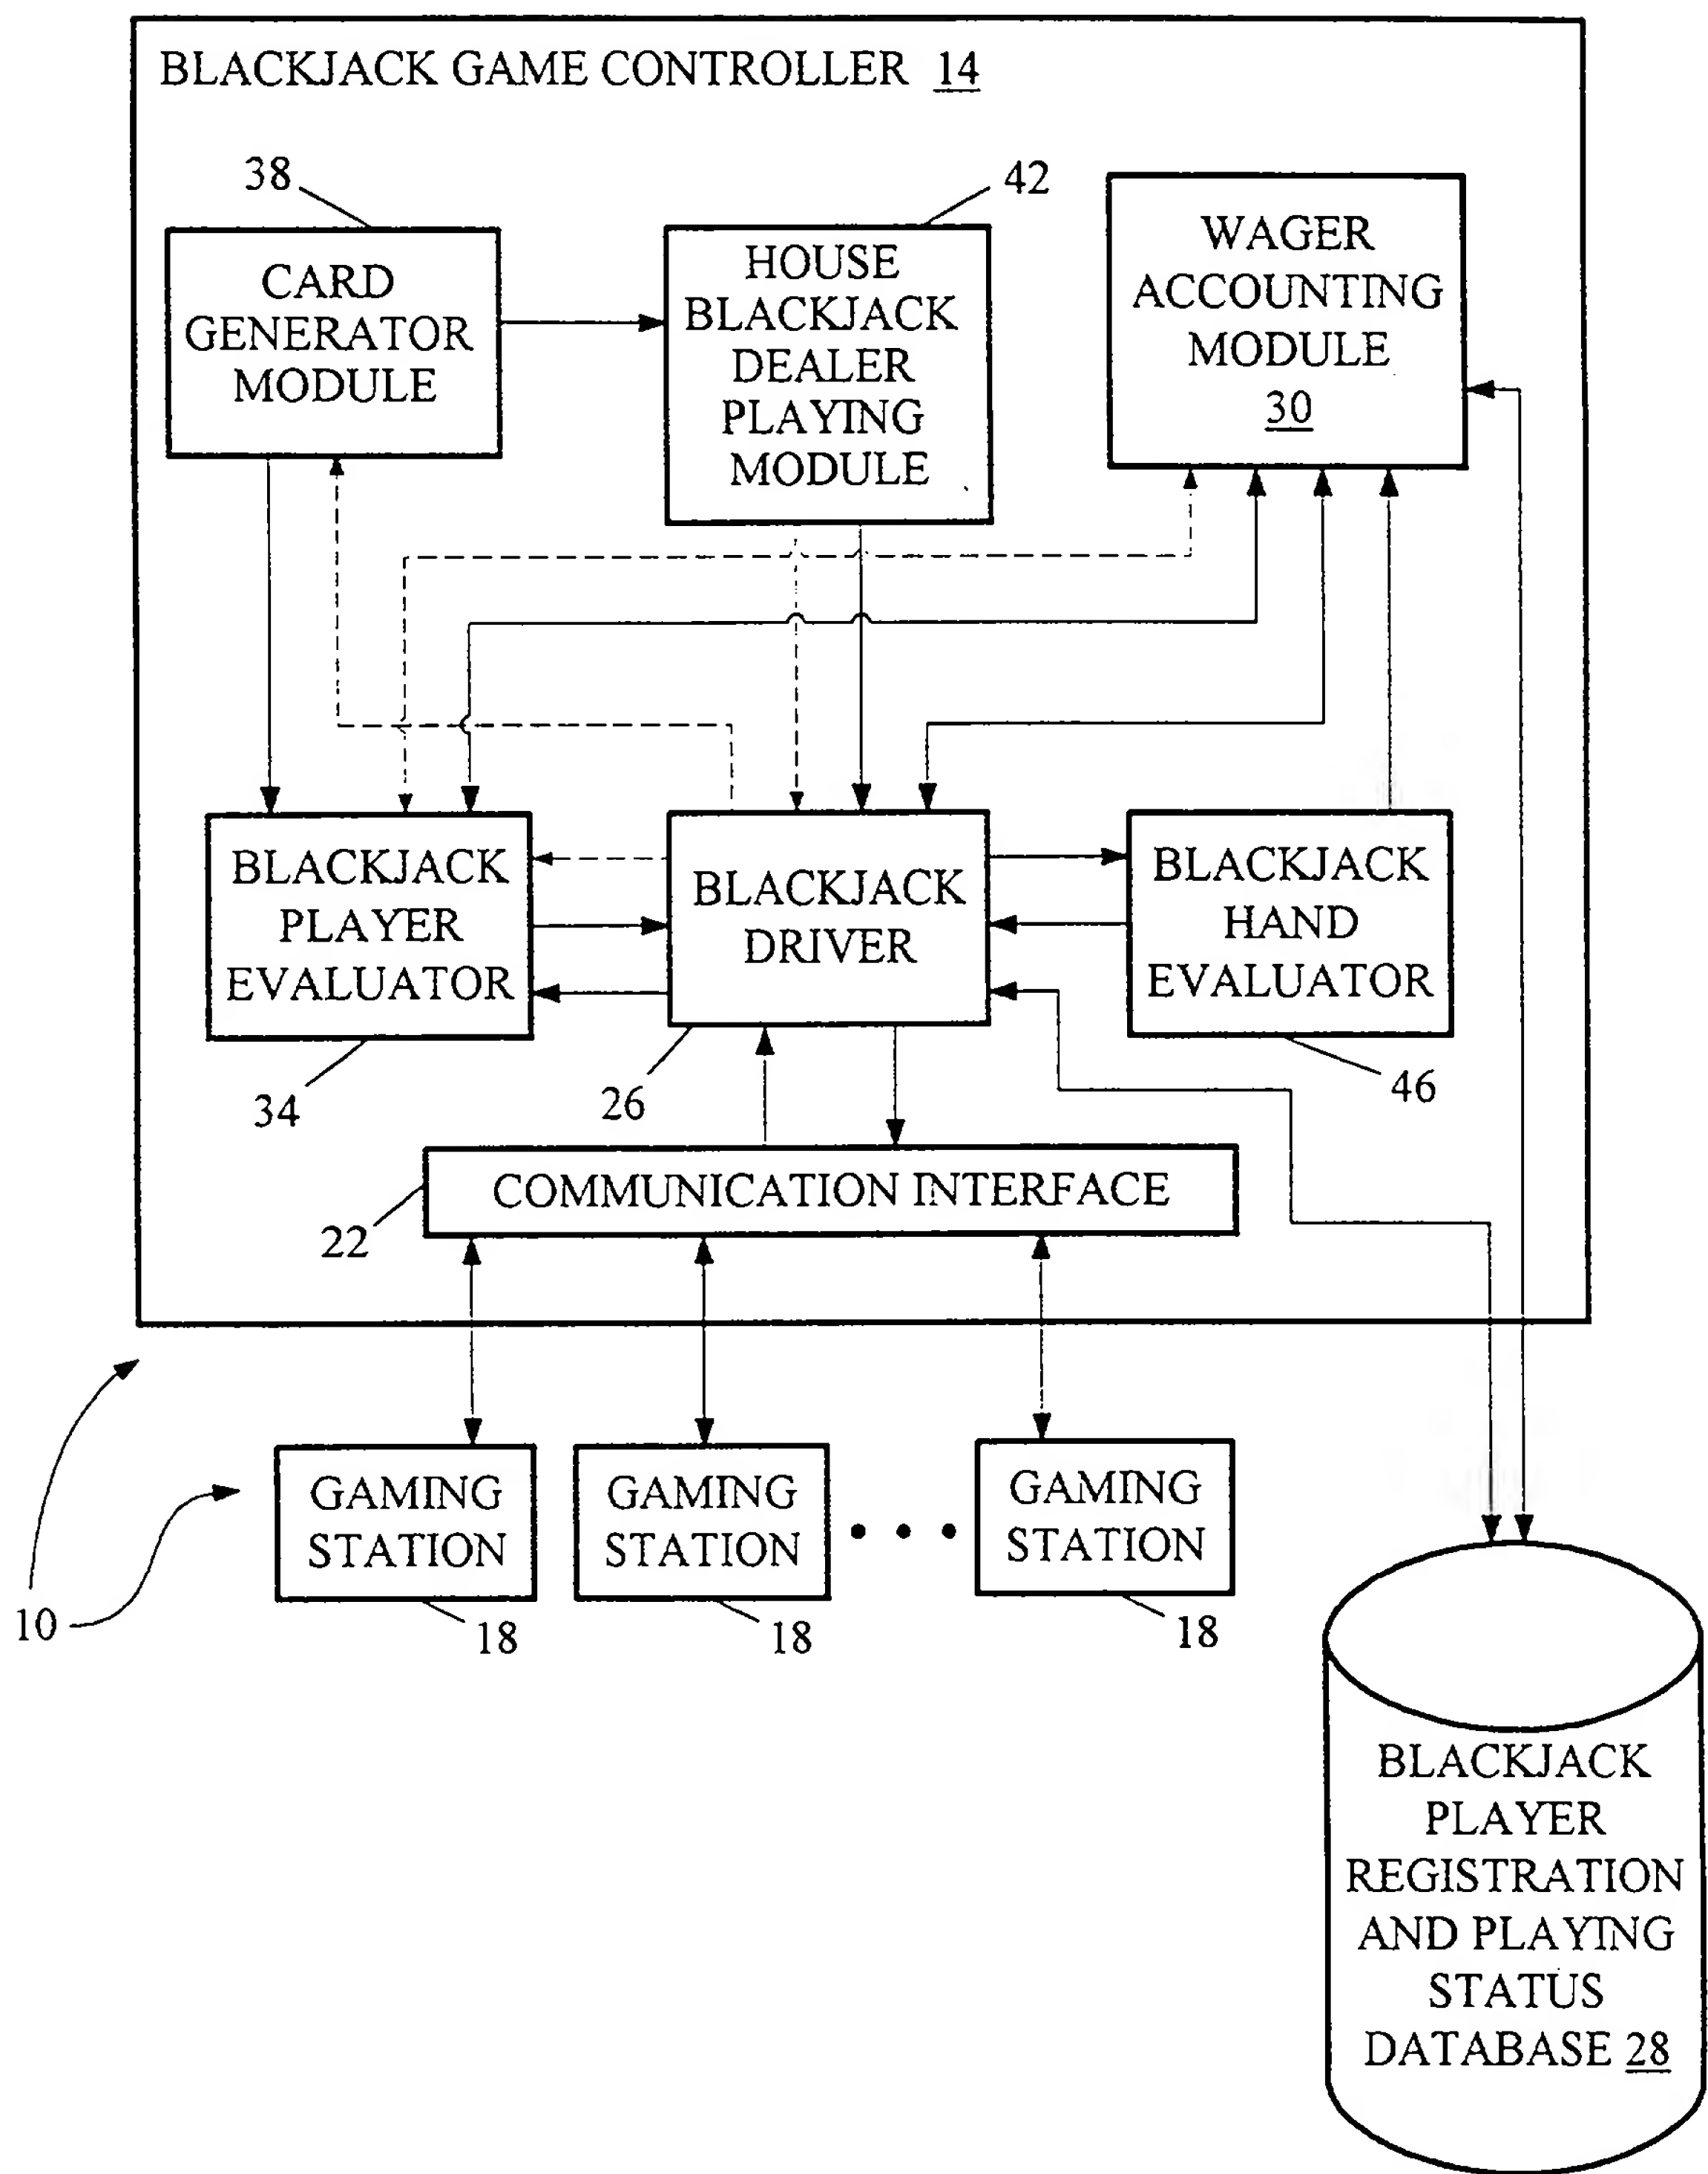 BLACKJACK GAME CONTROLLER 14
38
42
CARD
GENERATOR
MODULE
HOUSE
BLACKJACK
DEALER
PLAYING
MODULE
WAGER
ACCOUNTING
MODULE
30
BLACKJACK
PLAYER
EVALUATOR
BLACKJACK
DRIVER
BLACKJACK
HAND
EVALUATOR
34
26
46
COMMUNICATION INTERFACE
22
GAMING
STATION
GAMING
STATION
GAMING
STATION
10
18
18
18
BLACKJACK
PLAYER
REGISTRATION
AND PLAYING
STATUS
DATABASE 28